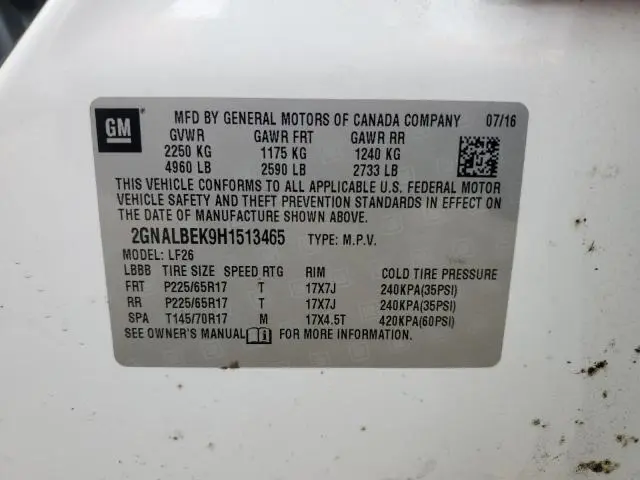 GM
MFD BY GENERAL MOTORS OF CANADA COMPANY 07/16
GVWR GAWR FRT GAWR RR
2250 KG 1175 KG 1240 KG
4960 LB 2590 LB 2733 LB
THIS VEHICLE CONFORMS TO ALL APPLICABLE U.S. FEDERAL MOTOR
VEHICLE SAFETY AND THEFT PREVENTION STANDARDS IN EFFECT ON
THE DATE OF MANUFACTURE SHOWN ABOVE.
2GNALBEK9H1513465 TYPE: M.P.V.
MODEL: LF26
LBBB TIRE SIZE SPEED RTG RIM COLD TIRE PRESSURE
FRT P225/65R17 T 17X7J 240KPA(35PSI)
RR P225/65R17 T 17X7J 240KPA(35PSI)
SPA T145/70R17 M 17X4.5T 420KPA(60PSI)
SEE OWNER'S MANUAL FOR MORE INFORMATION.